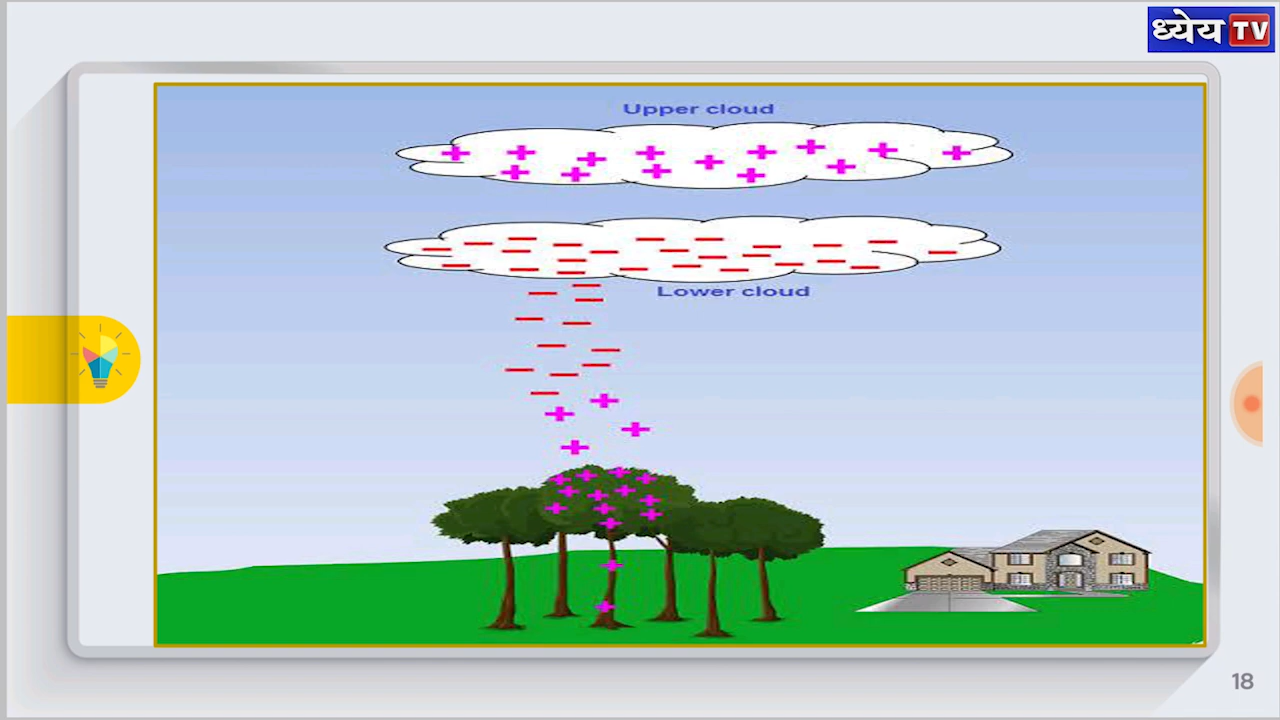 ध्येय TV
Upper cloud
Lower cloud
18